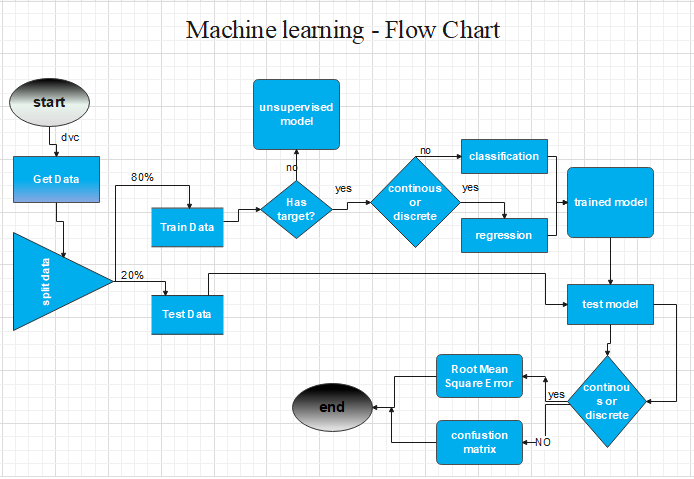 Machine learning - Flow Chart
start
dvc
Get Data
split data
80%
20%
Train Data
Test Data
Has
target?
no
unsupervised
model
yes
continous
or
discrete
no
classification
yes
regression
trained model
test model
continou
s or
discrete
yes
Root Mean
Square Error
NO
confustion
matrix
end